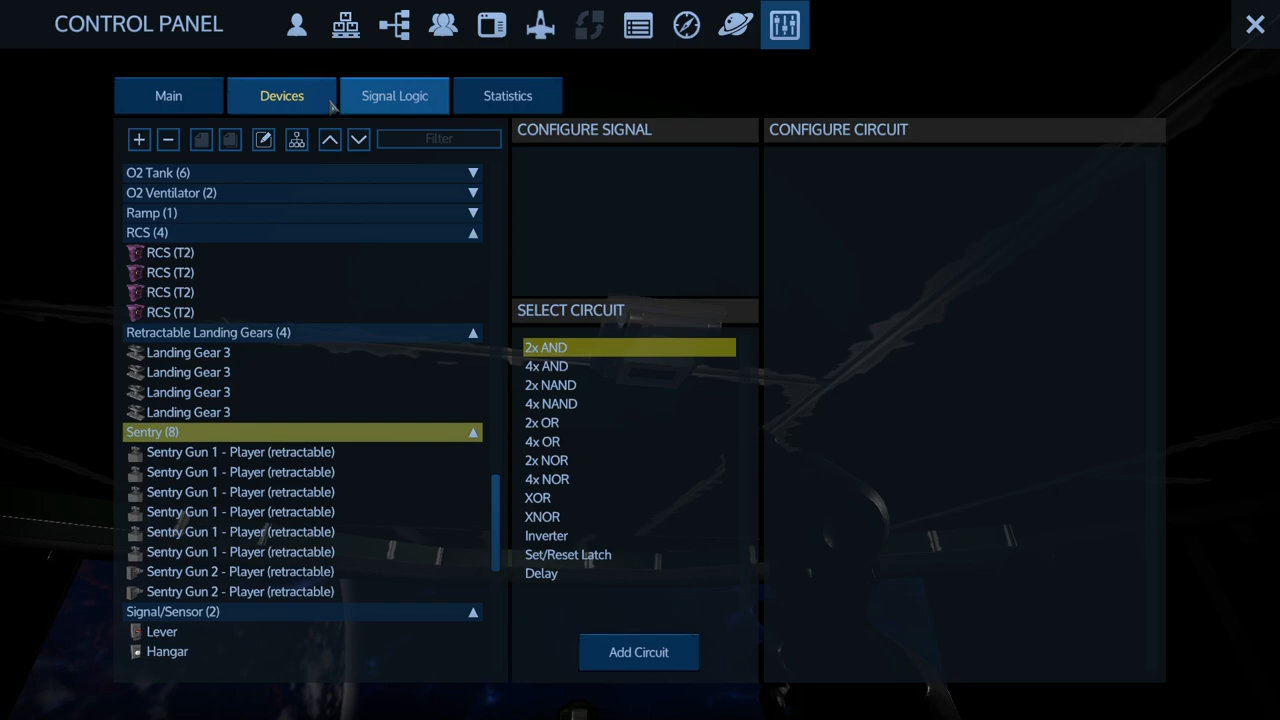 CONTROL PANEL
Main
Devices
Signal Logic
Statistics
Filter
O2 Tank (6)
O2 Ventilator (2)
Ramp (1)
RCS (4)
RCS (T2)
RCS (T2)
RCS (T2)
RCS (T2)
Retractable Landing Gears (4)
Landing Gear 3
Landing Gear 3
Landing Gear 3
Landing Gear 3
Sentry (8)
Sentry Gun 1 - Player (retractable)
Sentry Gun 1 - Player (retractable)
Sentry Gun 1 - Player (retractable)
Sentry Gun 1 - Player (retractable)
Sentry Gun 1 - Player (retractable)
Sentry Gun 1 - Player (retractable)
Sentry Gun 2 - Player (retractable)
Sentry Gun 2 - Player (retractable)
Signal/Sensor (2)
Lever
Hangar
CONFIGURE SIGNAL
SELECT CIRCUIT
2x AND
4x AND
2x NAND
4x NAND
2x OR
4x OR
2x NOR
4x NOR
XOR
XNOR
Inverter
Set/Reset Latch
Delay
Add Circuit
CONFIGURE CIRCUIT